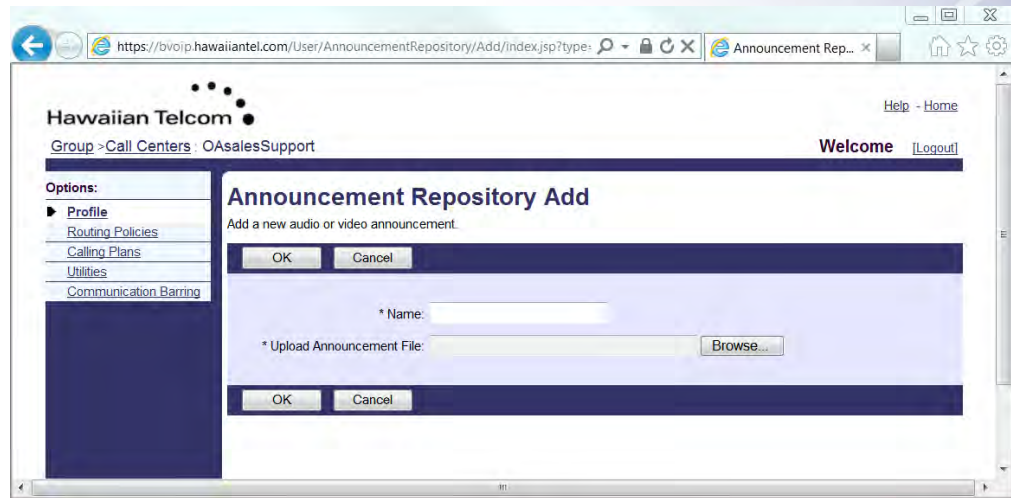 https://bvoip.hawaiiantel.com/User/AnnouncementRepository/Add/index.jsp?type=
Announcement Rep...
Hawaiian Telcom
Help - Home
Group >Call Centers : OAsalesSupport
Welcome [Logout]
Options:
Profile
Routing Policies
Calling Plans
Utilities
Communication Barring
Announcement Repository Add
Add a new audio or video announcement.
OK Cancel
* Name:
* Upload Announcement File: Browse...
OK Cancel